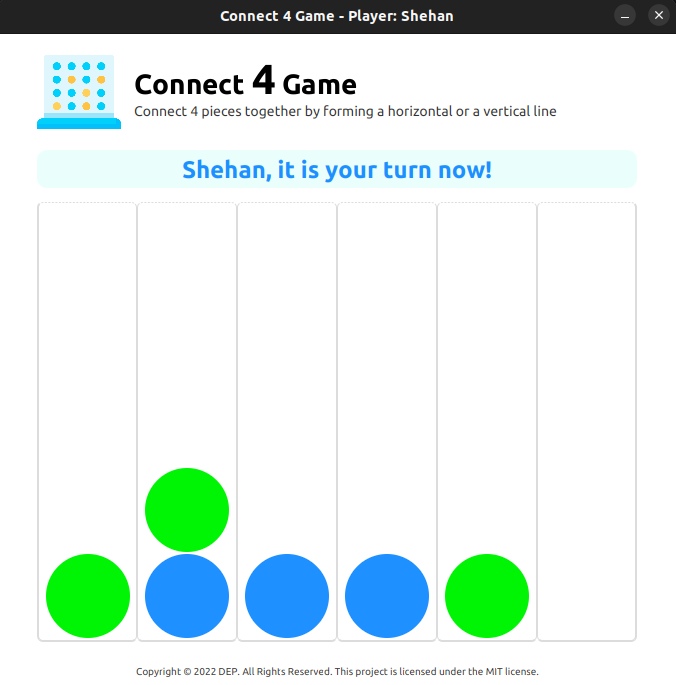 Connect 4 Game - Player: Shehan
Connect 4 Game
Connect 4 pieces together by forming a horizontal or a vertical line
Shehan, it is your turn now!
Copyright © 2022 DEP. All Rights Reserved. This project is licensed under the MIT license.